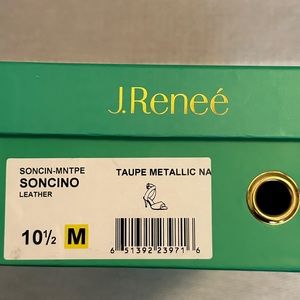 J.Reneé
SONCIN-MNTPE
SONCINO
LEATHER
TAUPE METALLIC NA
10½ M
6 51392 23971 6